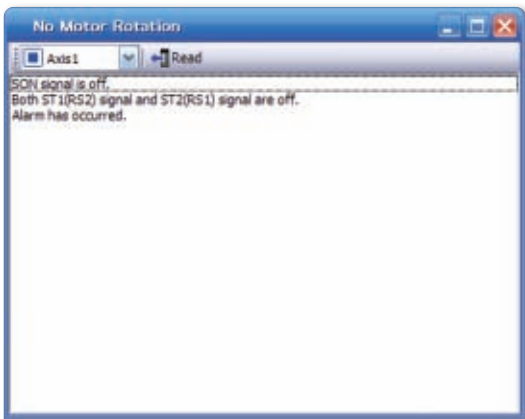 No Motor Rotation
Axis1 Read
SON signal is off.
Both ST1(RS2) signal and ST2(RS1) signal are off.
Alarm has occurred.